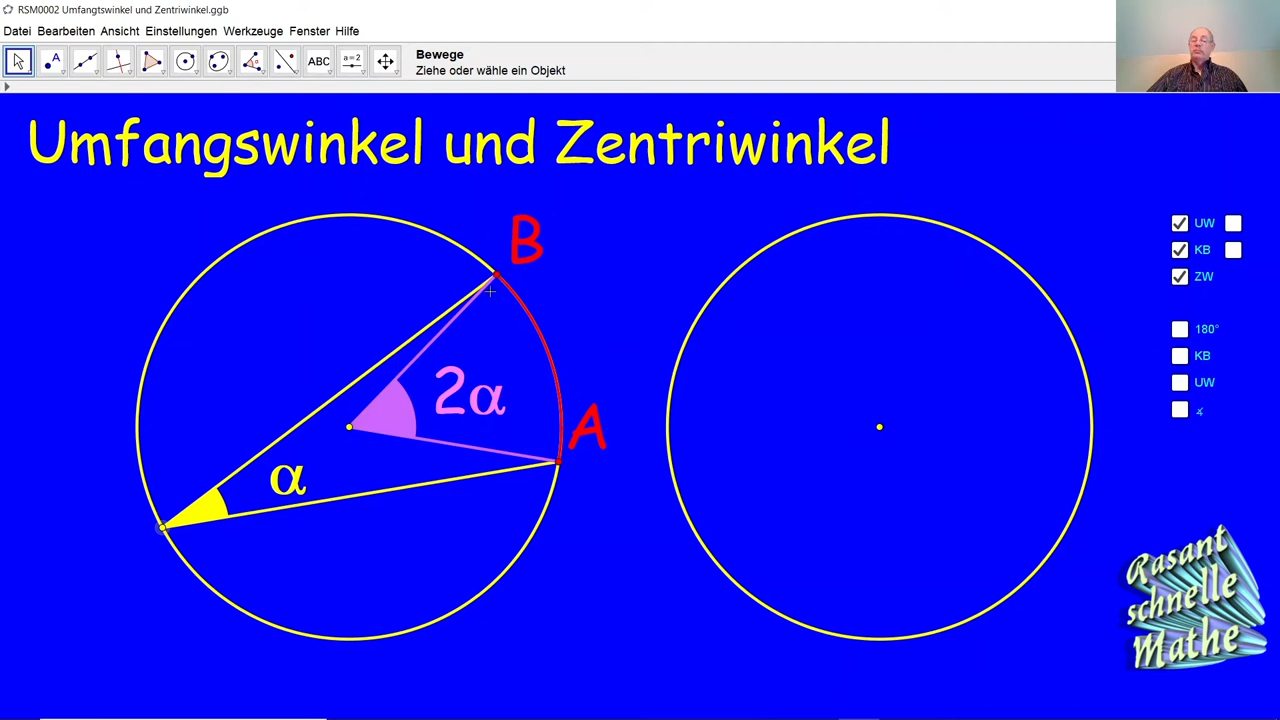 RSM0002 Umfangtswinkel und Zentriwinkel.ggb
Datei Bearbeiten Ansicht Einstellungen Werkzeuge Fenster Hilfe
A
ABC
a=2
Bewege
Ziehe oder wähle ein Objekt
Umfangswinkel und Zentriwinkel
B
2α
A
α
UW
KB
ZW
180°
KB
UW
∡
Rasant
schnelle
Mathe